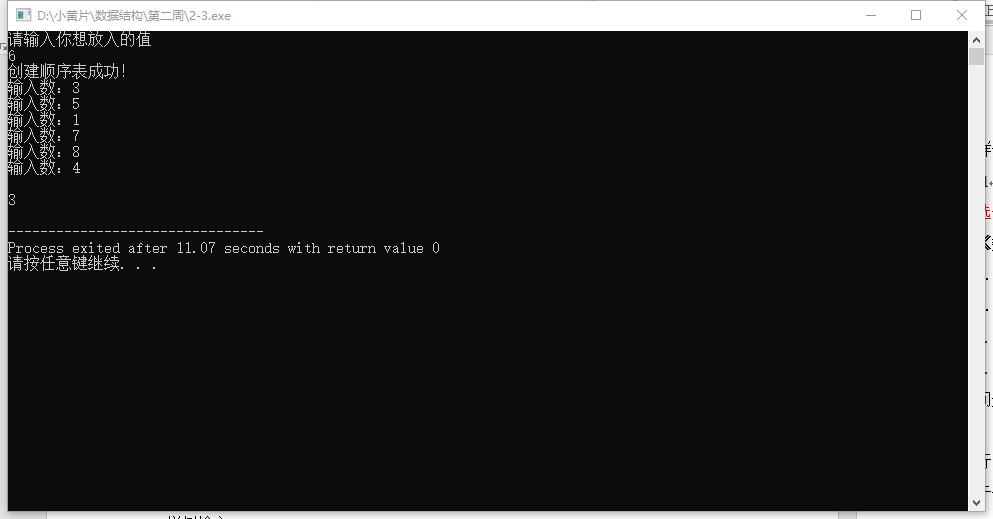 D:\小黄片\数据结构\第二周\2-3.exe
请输入你想放入的值
6
创建顺序表成功!
输入数：3
输入数：5
输入数：1
输入数：7
输入数：8
输入数：4
3
--------------------------------
Process exited after 11.07 seconds with return value 0
请按任意键继续. . .